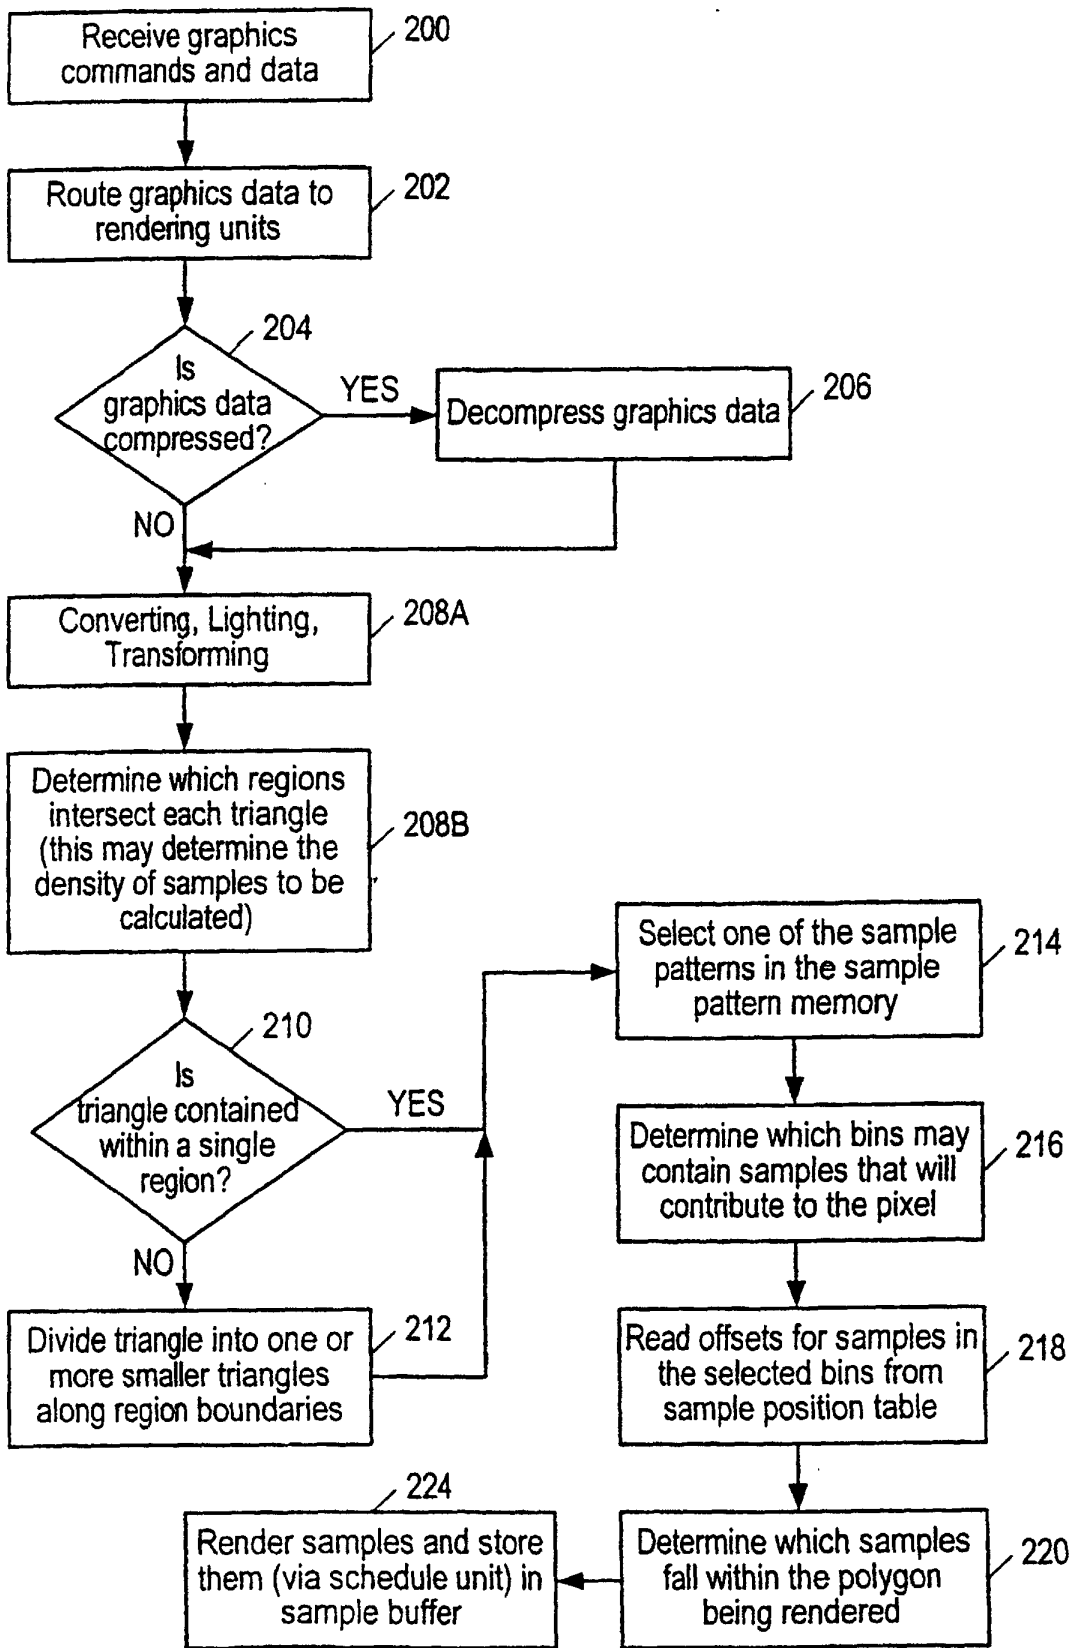 Receive graphics
commands and data
200
Route graphics data to
rendering units
202
204
Is
graphics data
compressed?
YES
NO
Decompress graphics data
206
Converting, Lighting,
Transforming
208A
Determine which regions
intersect each triangle
(this may determine the
density of samples to be
calculated)
208B
210
Is
triangle contained
within a single
region?
YES
NO
Divide triangle into one or
more smaller triangles
along region boundaries
212
Select one of the sample
patterns in the sample
pattern memory
214
Determine which bins may
contain samples that will
contribute to the pixel
216
Read offsets for samples in
the selected bins from
sample position table
218
Determine which samples
fall within the polygon
being rendered
220
224
Render samples and store
them (via schedule unit) in
sample buffer